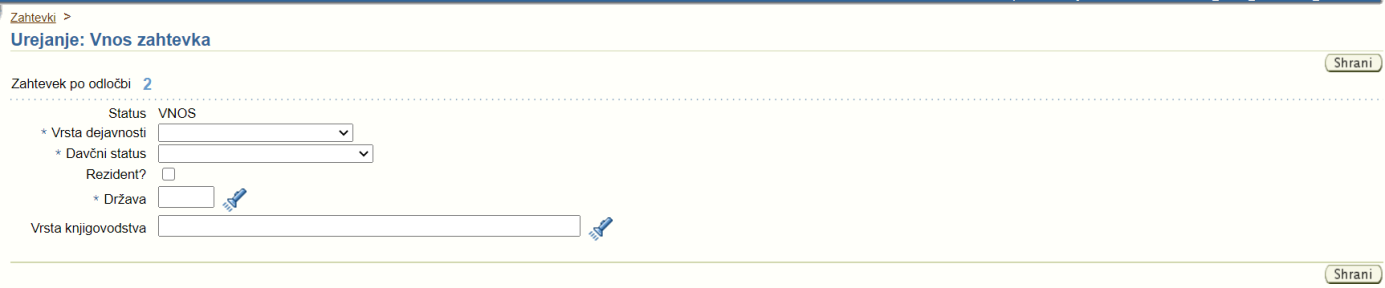 Zahtevki >
Urejanje: Vnos zahtevka
Shrani
Zahtevek po odločbi 2
Status VNOS
* Vrsta dejavnosti
* Davčni status
Rezident?
* Država
Vrsta knjigovodstva
Shrani